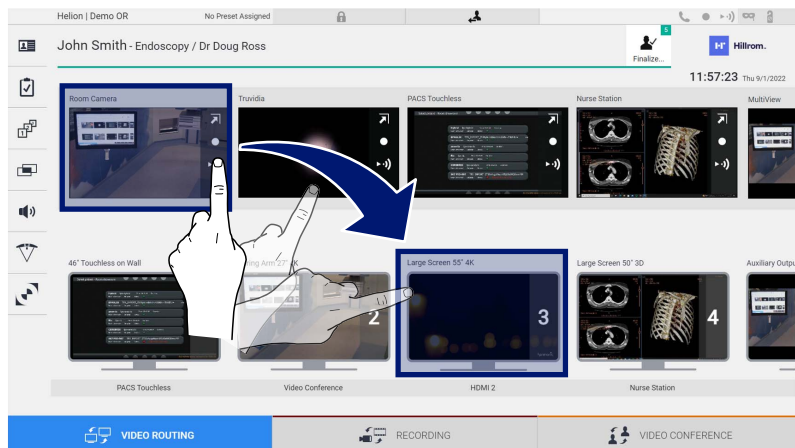 Helion | Demo OR
No Preset Assigned
John Smith - Endoscopy / Dr Doug Ross
5
Finalize...
H-r Hillrom.
11:57:23 Thu 9/1/2022
Room Camera
Truvidia
PACS Touchless
Nurse Station
MultiView
46" Touchless on Wall
Arm 27" 4K
Large Screen 55" 4K
Large Screen 50" 3D
Auxiliary Outpu
2
3
4
PACS Touchless
Video Conference
HDMI 2
Nurse Station
VIDEO ROUTING
RECORDING
VIDEO CONFERENCE